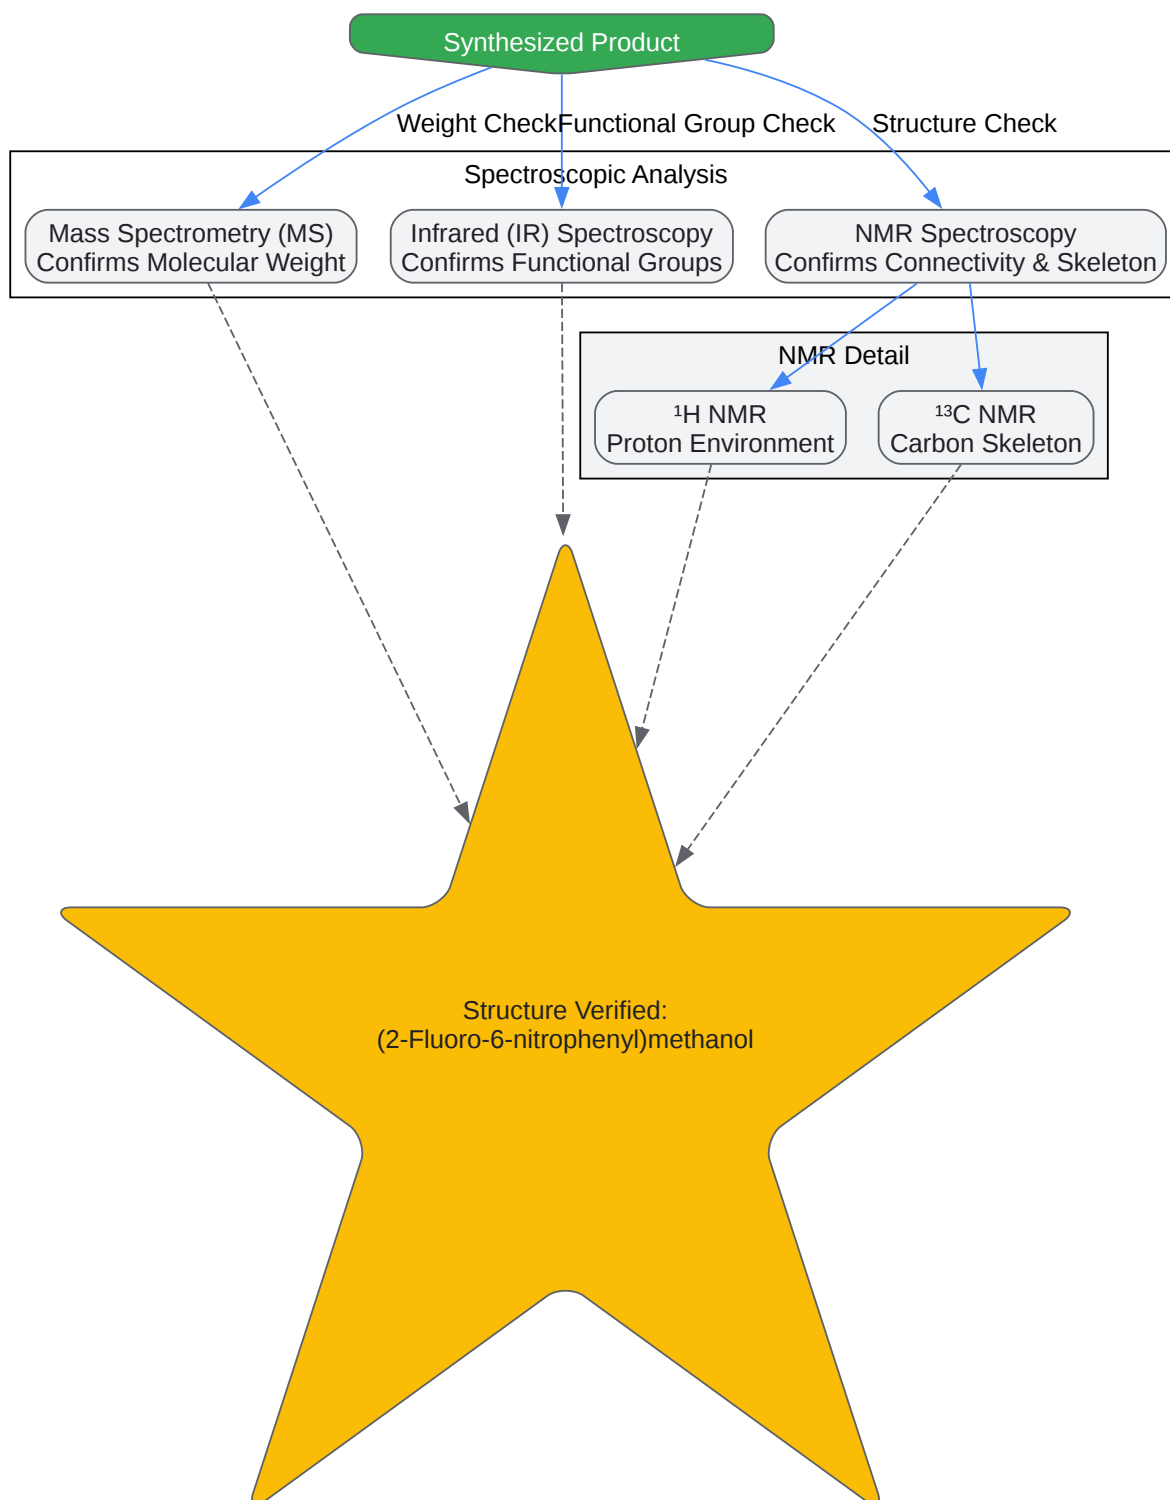 Synthesized Product
Weight Check
Functional Group Check
Structure Check
Spectroscopic Analysis
Mass Spectrometry (MS)
Confirms Molecular Weight
Infrared (IR) Spectroscopy
Confirms Functional Groups
NMR Spectroscopy
Confirms Connectivity & Skeleton
NMR Detail
¹H NMR
Proton Environment
¹³C NMR
Carbon Skeleton
Structure Verified:
(2-Fluoro-6-nitrophenyl)methanol